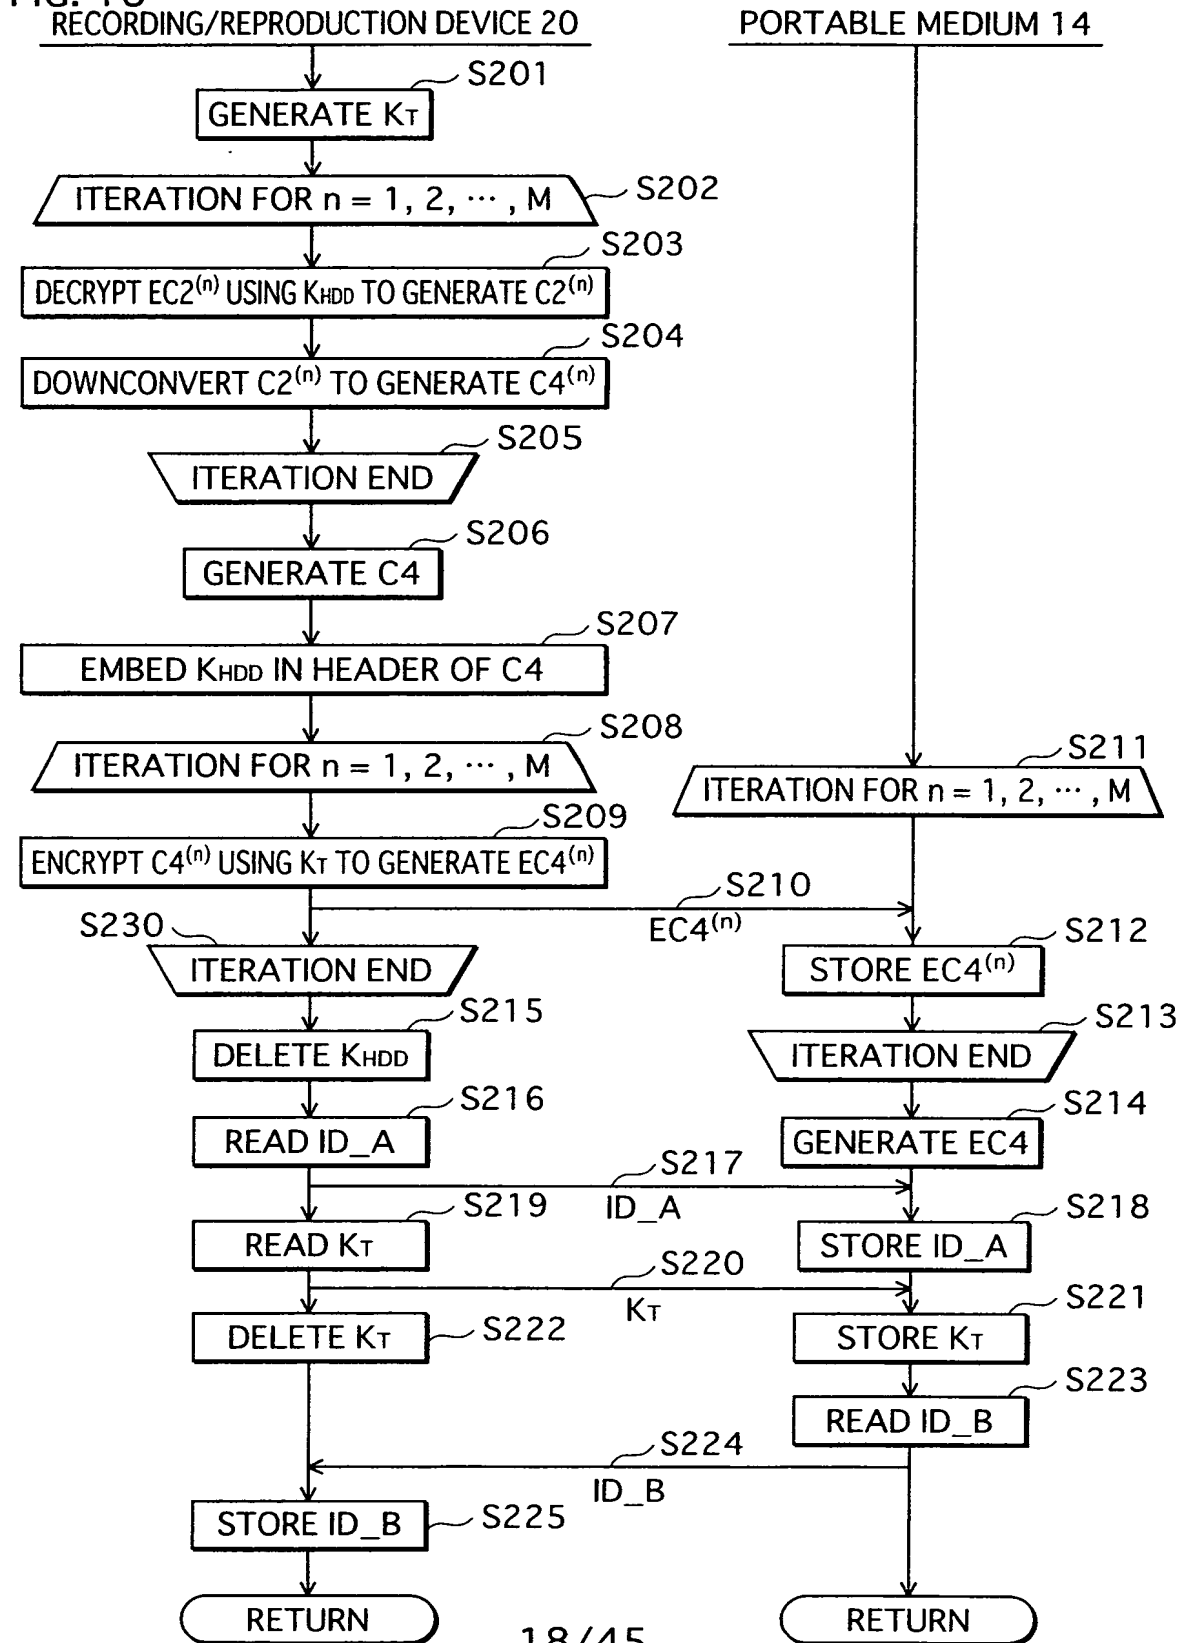 RECORDING/REPRODUCTION DEVICE 20
PORTABLE MEDIUM 14
S201
GENERATE KT
ITERATION FOR n = 1, 2, ··· , M
S202
S203
DECRYPT EC2(n) USING KHDD TO GENERATE C2(n)
S204
DOWNCONVERT C2(n) TO GENERATE C4(n)
S205
ITERATION END
S206
GENERATE C4
S207
EMBED KHDD IN HEADER OF C4
S208
ITERATION FOR n = 1, 2, ··· , M
S211
ITERATION FOR n = 1, 2, ··· , M
S209
ENCRYPT C4(n) USING KT TO GENERATE EC4(n)
S210
EC4(n)
S230
ITERATION END
S212
STORE EC4(n)
S215
DELETE KHDD
S213
ITERATION END
S216
READ ID_A
S214
GENERATE EC4
S217
ID_A
S219
READ KT
S218
STORE ID_A
S220
KT
S222
DELETE KT
S221
STORE KT
S223
READ ID_B
S224
ID_B
STORE ID_B
S225
RETURN
RETURN
18/45